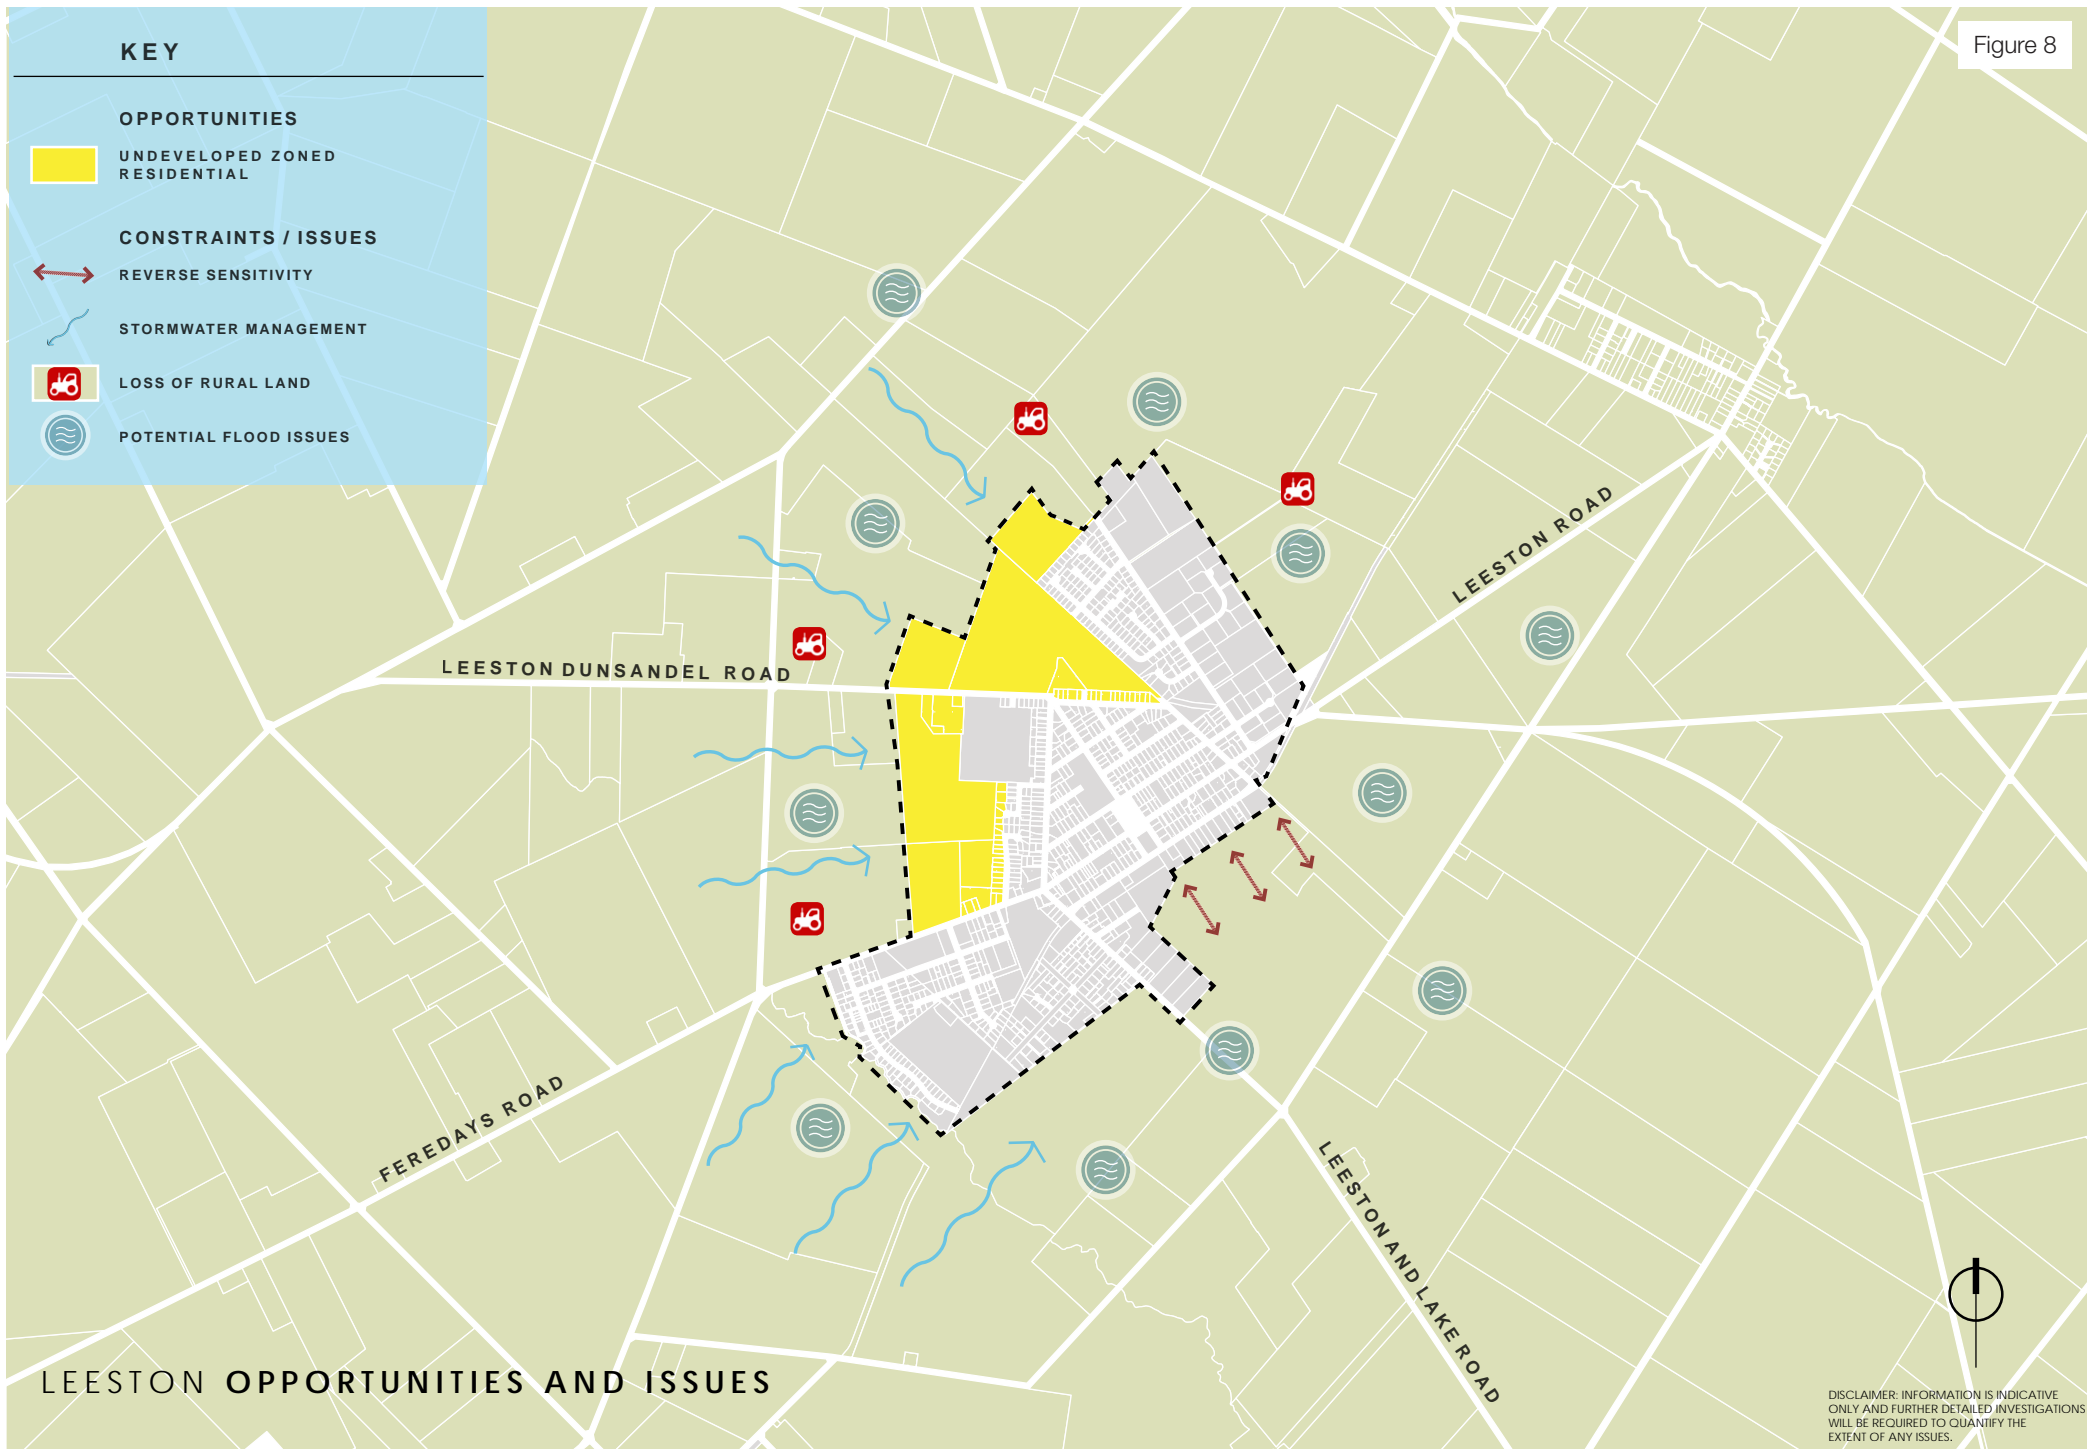 Figure 8
KEY
OPPORTUNITIES
UNDEVELOPED ZONED
RESIDENTIAL
CONSTRAINTS / ISSUES
REVERSE SENSITIVITY
STORMWATER MANAGEMENT
LOSS OF RURAL LAND
POTENTIAL FLOOD ISSUES
LEESTON ROAD
LEESTON DUNSANDEL ROAD
FEREDAYS ROAD
LEESTON AND LAKE ROAD
LEESTON OPPORTUNITIES AND ISSUES
DISCLAIMER: INFORMATION IS INDICATIVE
ONLY AND FURTHER DETAILED INVESTIGATIONS
WILL BE REQUIRED TO QUANTIFY THE
EXTENT OF ANY ISSUES.